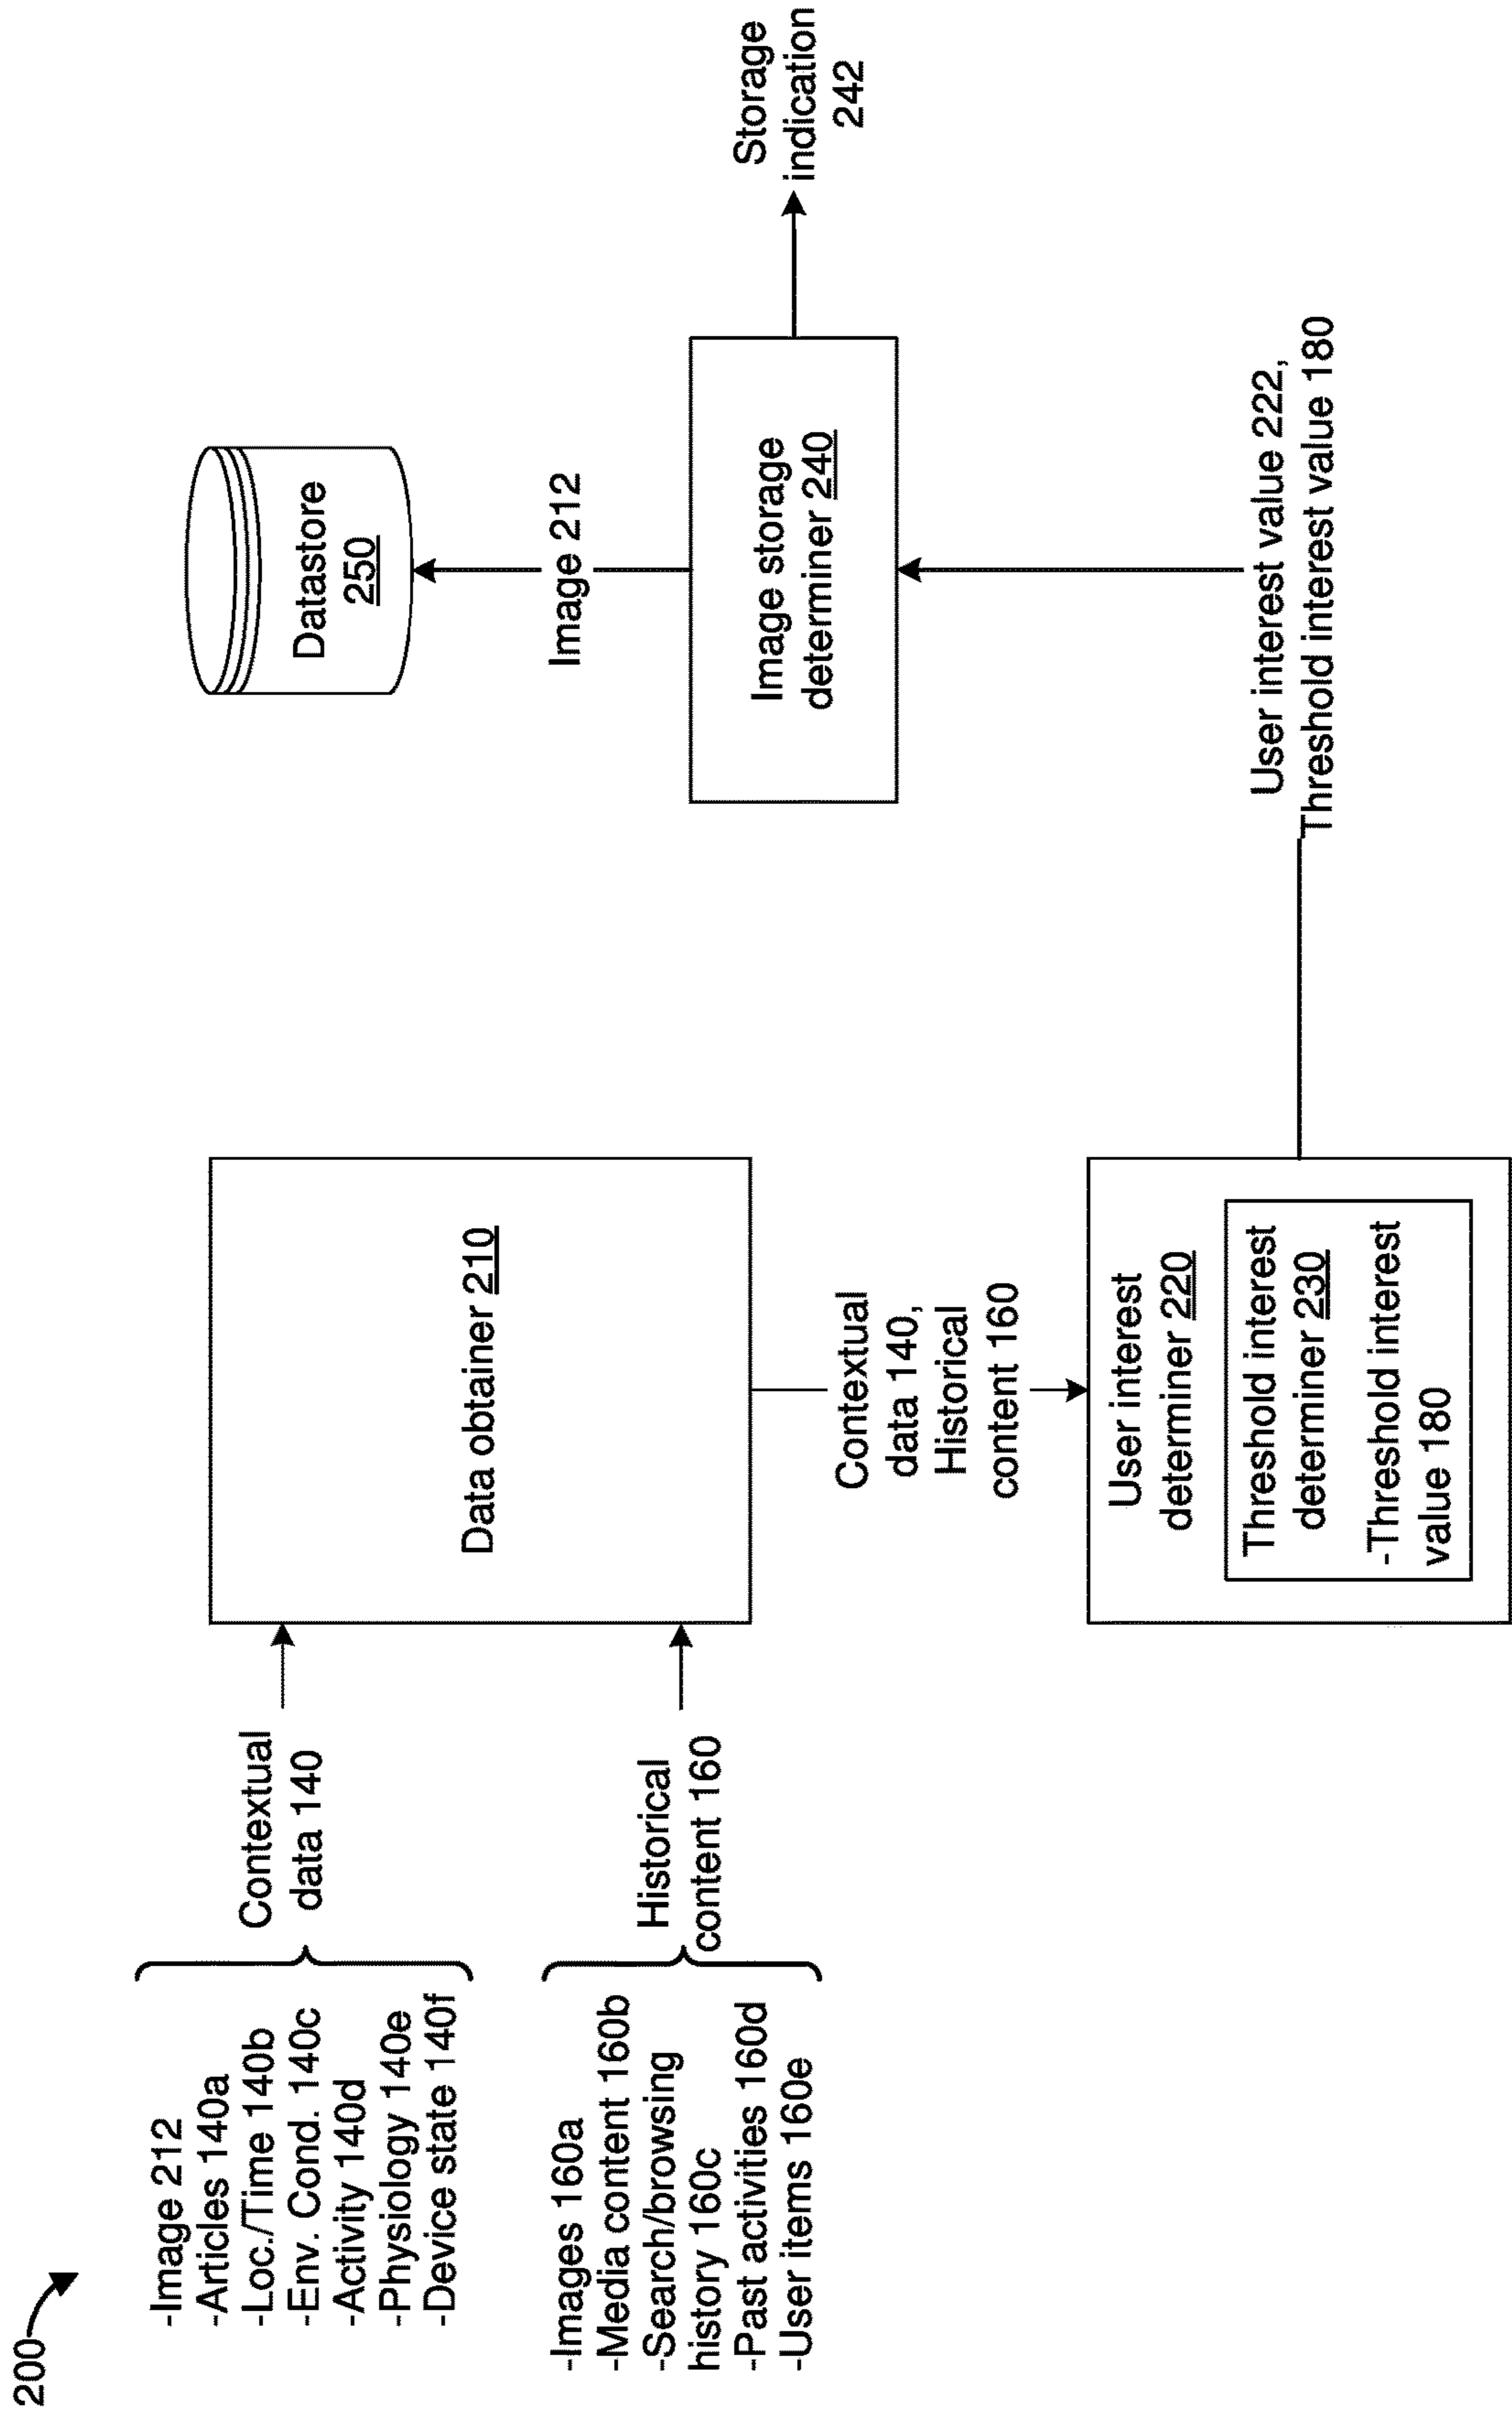 200
-Image 212
-Articles 140a
-Loc./Time 140b
-Env. Cond. 140c
-Activity 140d
-Physiology 140e
-Device state 140f
Contextual
data 140
-Images 160a
-Media content 160b
-Search/browsing
history 160c
-Past activities 160d
-User items 160e
Historical
content 160
Data obtainer 210
Contextual
data 140,
Historical
content 160
User interest
determiner 220
Threshold interest
determiner 230
-Threshold interest
value 180
User interest value 222,
Threshold interest value 180
Image storage
determiner 240
Image 212
Datastore
250
Storage
indication
242